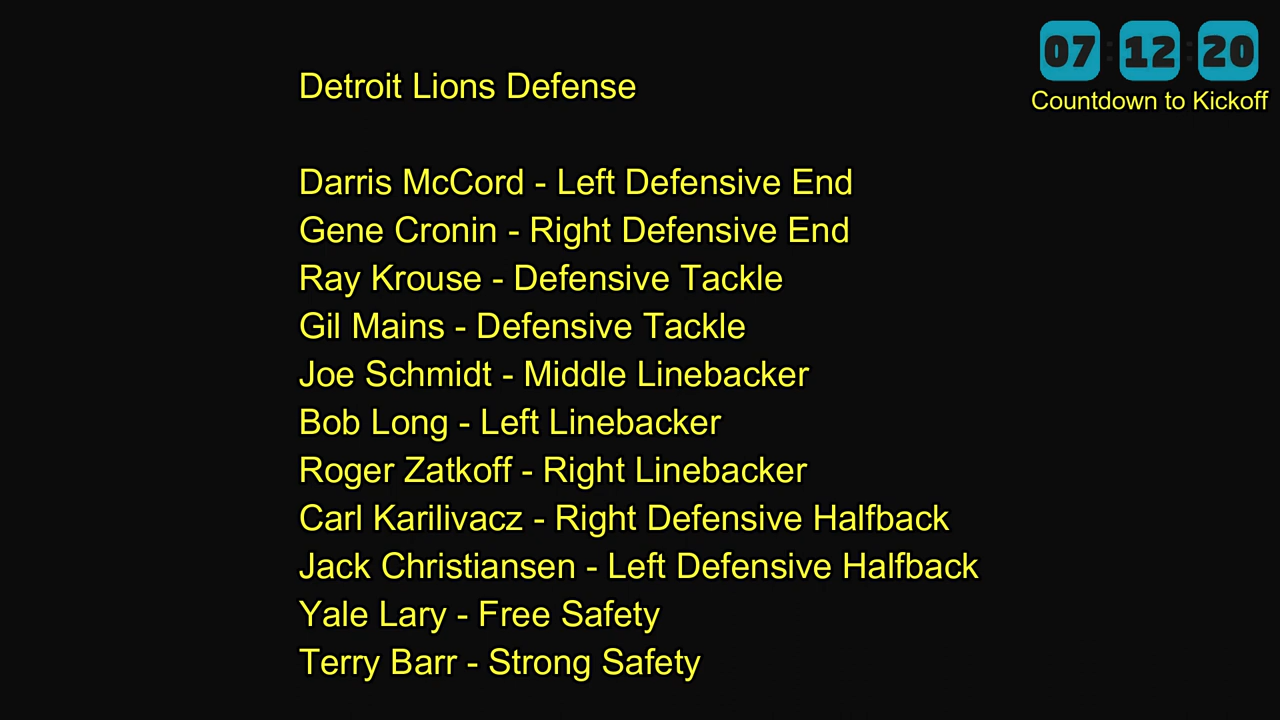 07:12:20
Countdown to Kickoff
Detroit Lions Defense
Darris McCord - Left Defensive End
Gene Cronin - Right Defensive End
Ray Krouse - Defensive Tackle
Gil Mains - Defensive Tackle
Joe Schmidt - Middle Linebacker
Bob Long - Left Linebacker
Roger Zatkoff - Right Linebacker
Carl Karilivacz - Right Defensive Halfback
Jack Christiansen - Left Defensive Halfback
Yale Lary - Free Safety
Terry Barr - Strong Safety